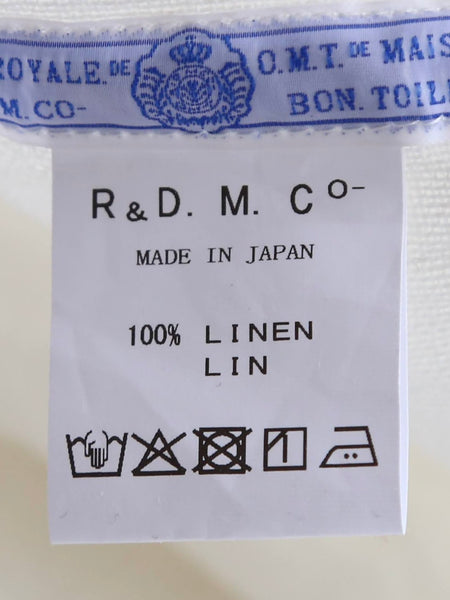 ROYALE. DE
O.M.T. DE MAIS
M. CO-
BON. TOIL
R & D. M. Co-
MADE IN JAPAN
100% LINEN
LIN